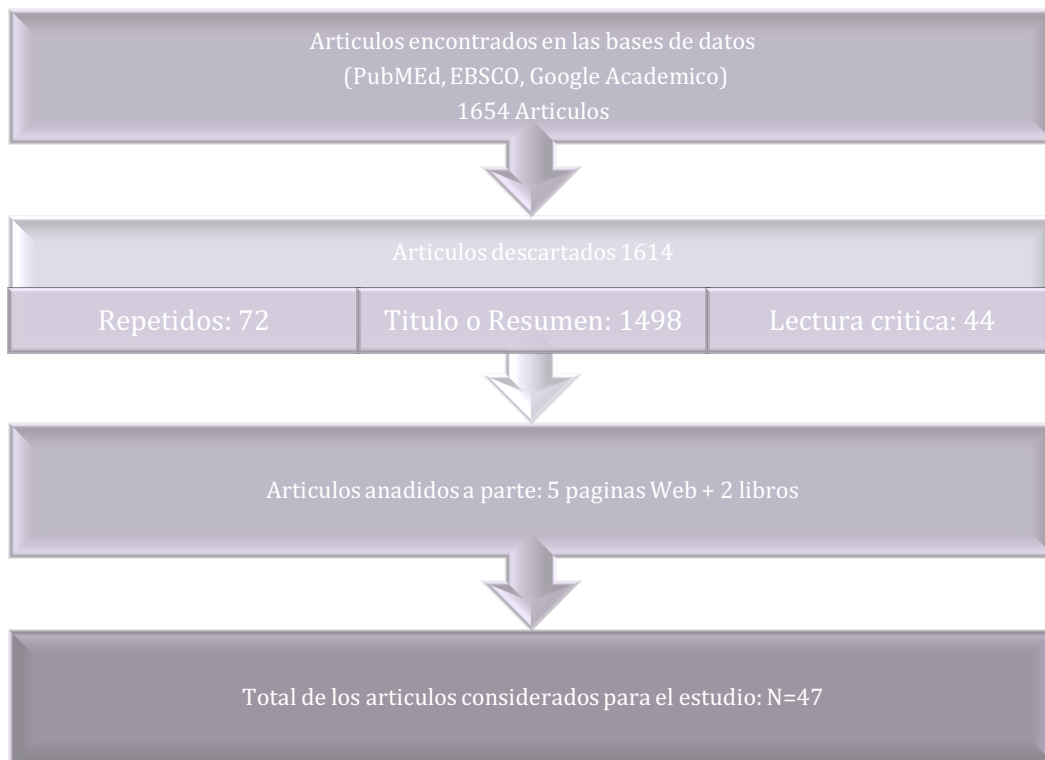 Articulos encontrados en las bases de datos
(PubMEd, EBSCO, Google Academico)
1654 Articulos
Articulos descartados 1614
Repetidos: 72
Titulo o Resumen: 1498
Lectura critica: 44
Articulos anadidos a parte: 5 paginas Web + 2 libros
Total de los articulos considerados para el estudio: N=47